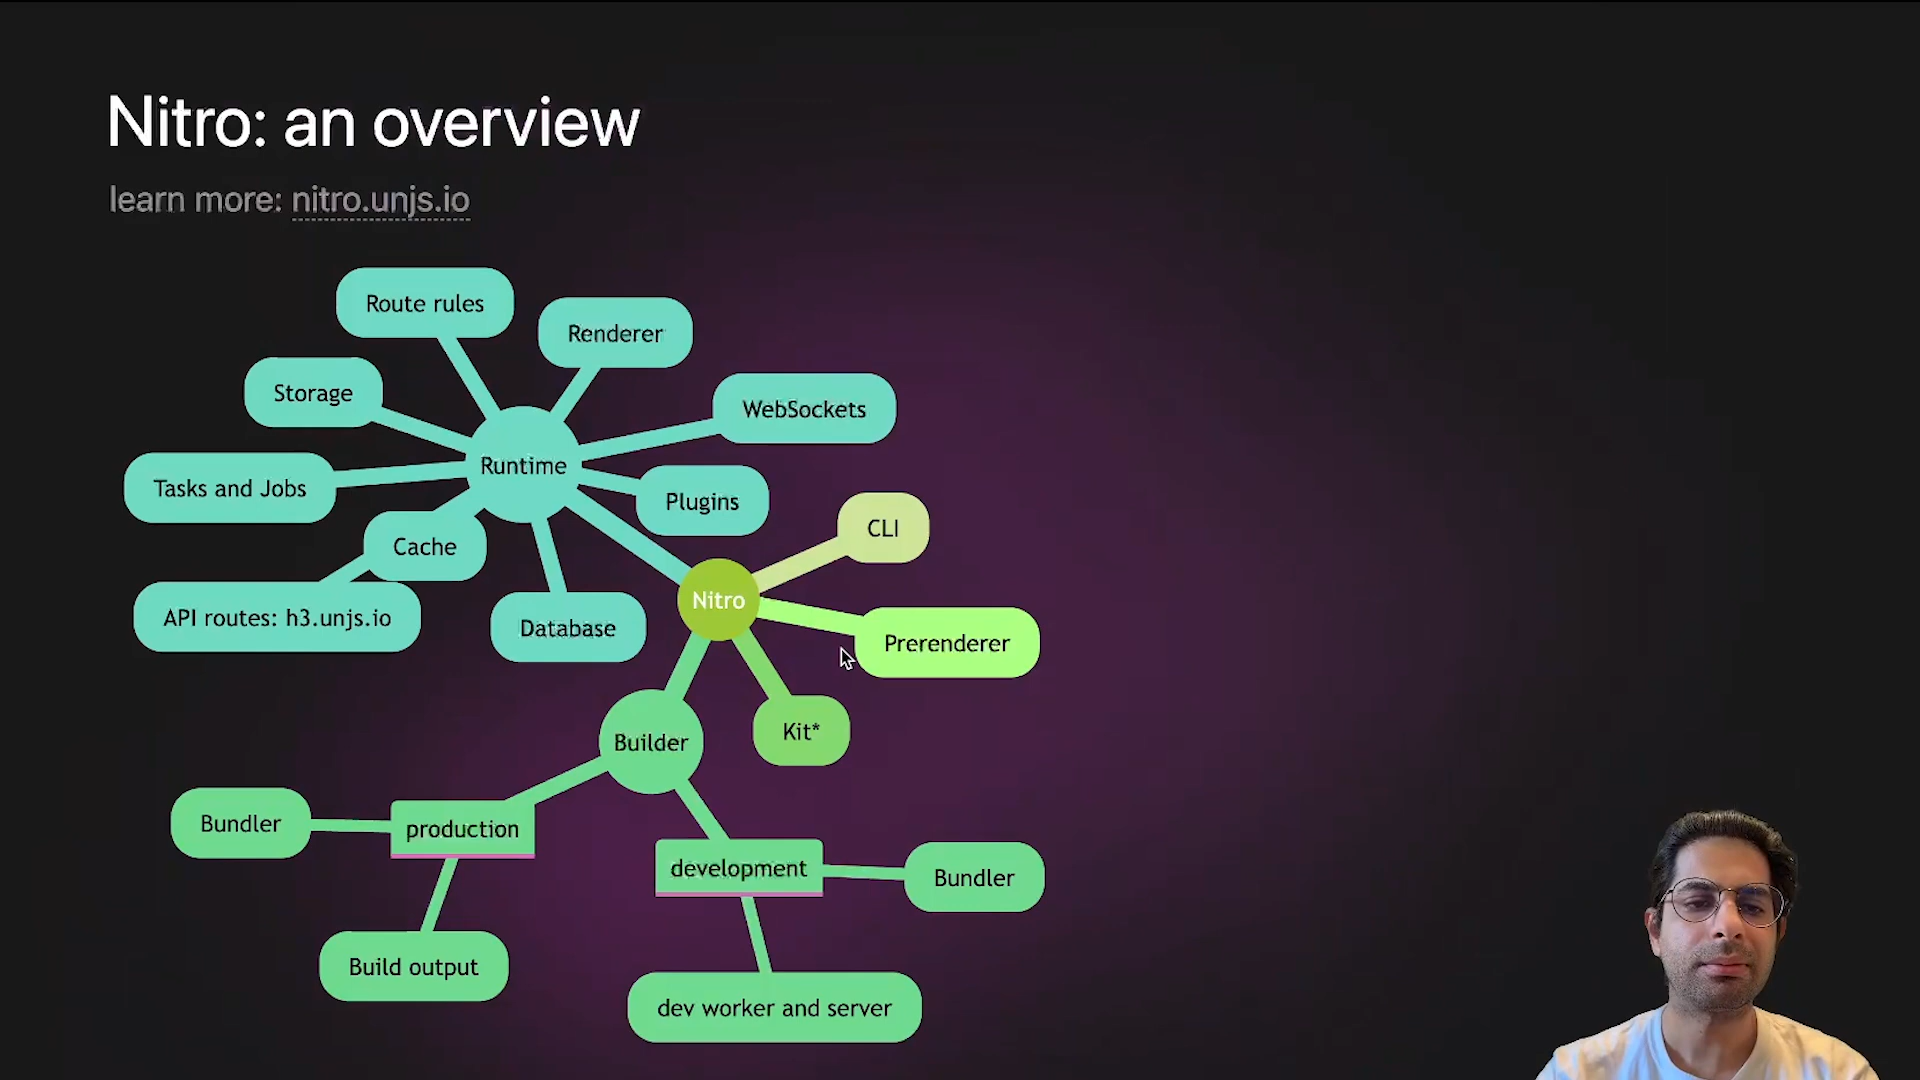 Nitro: an overview
learn more: nitro.unjs.io
Route rules
Renderer
Storage
WebSockets
Runtime
Tasks and Jobs
Plugins
CLI
Cache
Nitro
API routes: h3.unjs.io
Database
Prerenderer
Kit*
Builder
Bundler
production
development
Bundler
Build output
dev worker and server